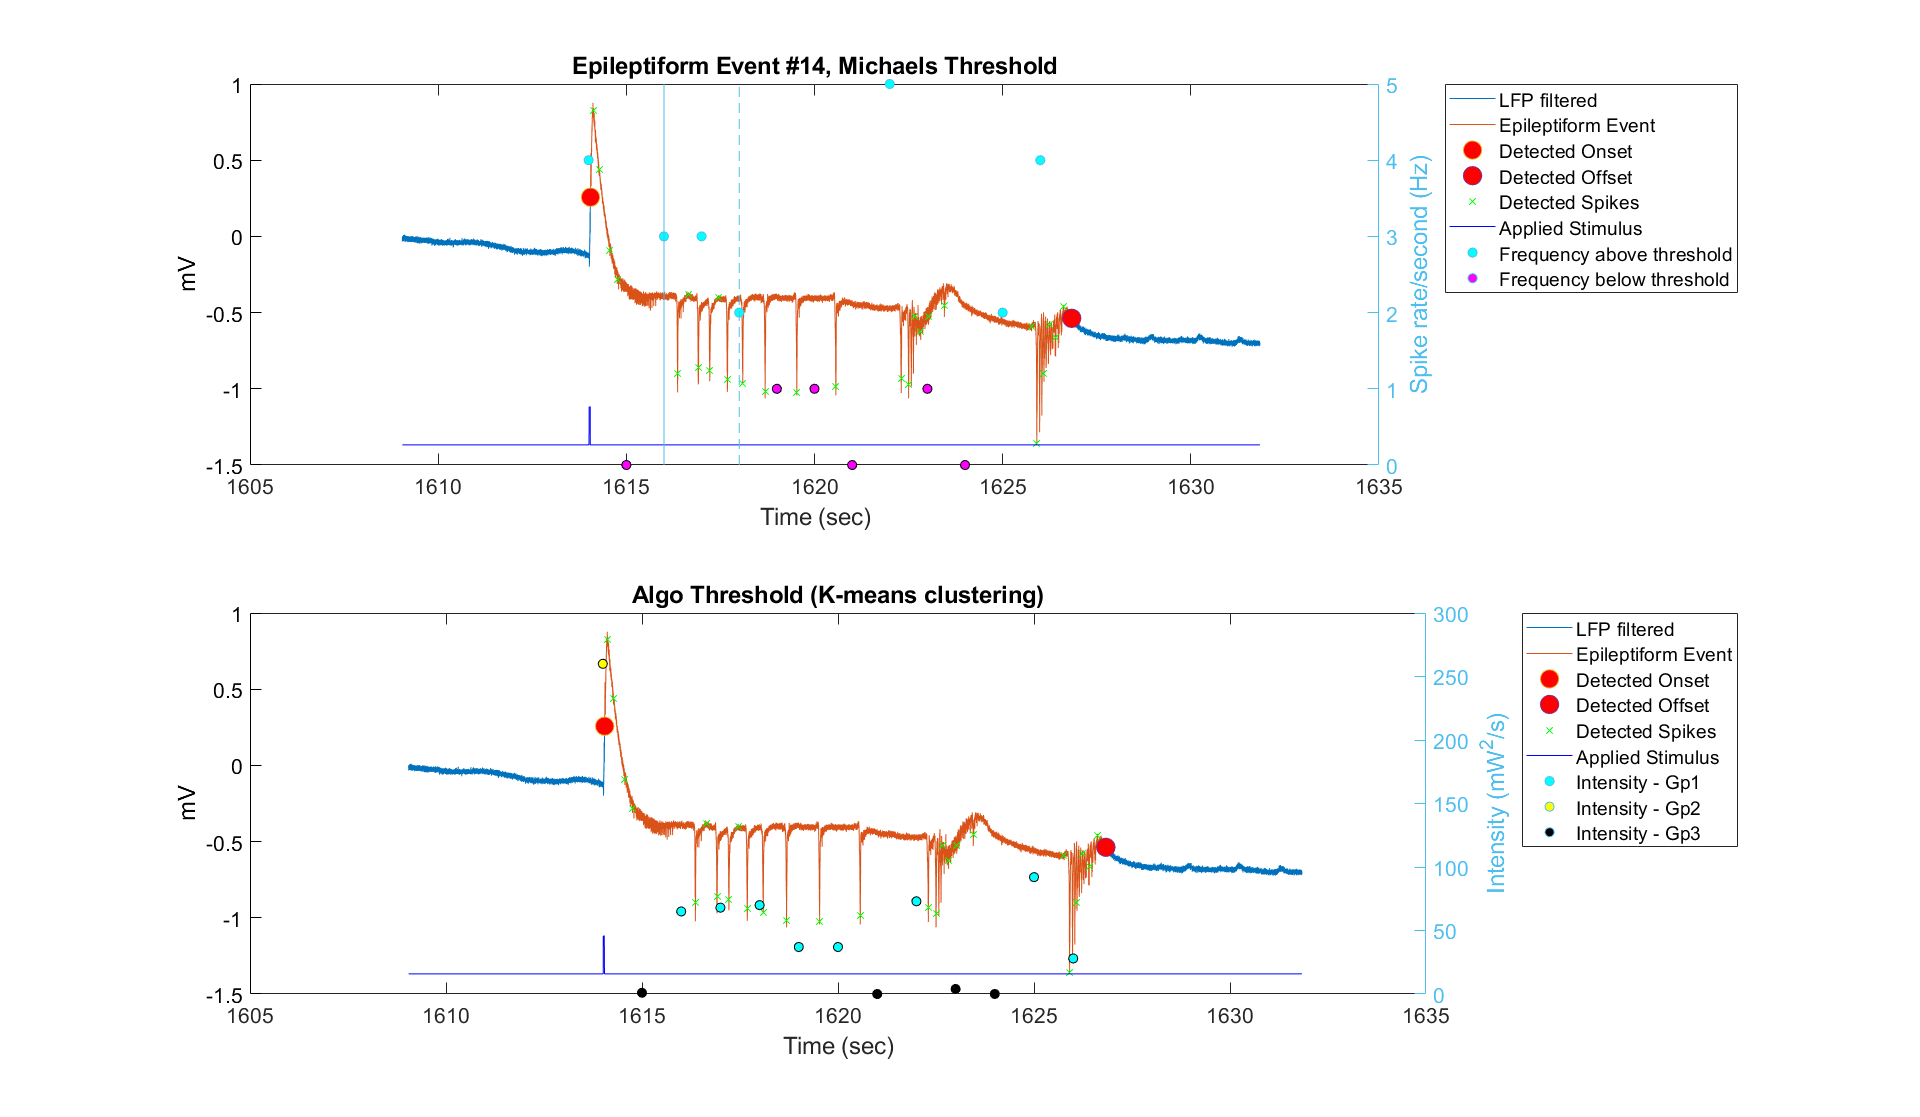 Epileptiform Event #14, Michaels Threshold
1
0.5
0
-0.5
-1
-1.5
mV
1605
1610
1615
1620
1625
1630
1635
Time (sec)
5
4
3
2
1
0
Spike rate/second (Hz)
LFP filtered
Epileptiform Event
Detected Onset
Detected Offset
Detected Spikes
Applied Stimulus
Frequency above threshold
Frequency below threshold
Algo Threshold (K-means clustering)
1
0.5
0
-0.5
-1
-1.5
mV
1605
1610
1615
1620
1625
1630
1635
Time (sec)
300
250
200
150
100
50
0
Intensity (mW²/s)
LFP filtered
Epileptiform Event
Detected Onset
Detected Offset
Detected Spikes
Applied Stimulus
Intensity - Gp1
Intensity - Gp2
Intensity - Gp3